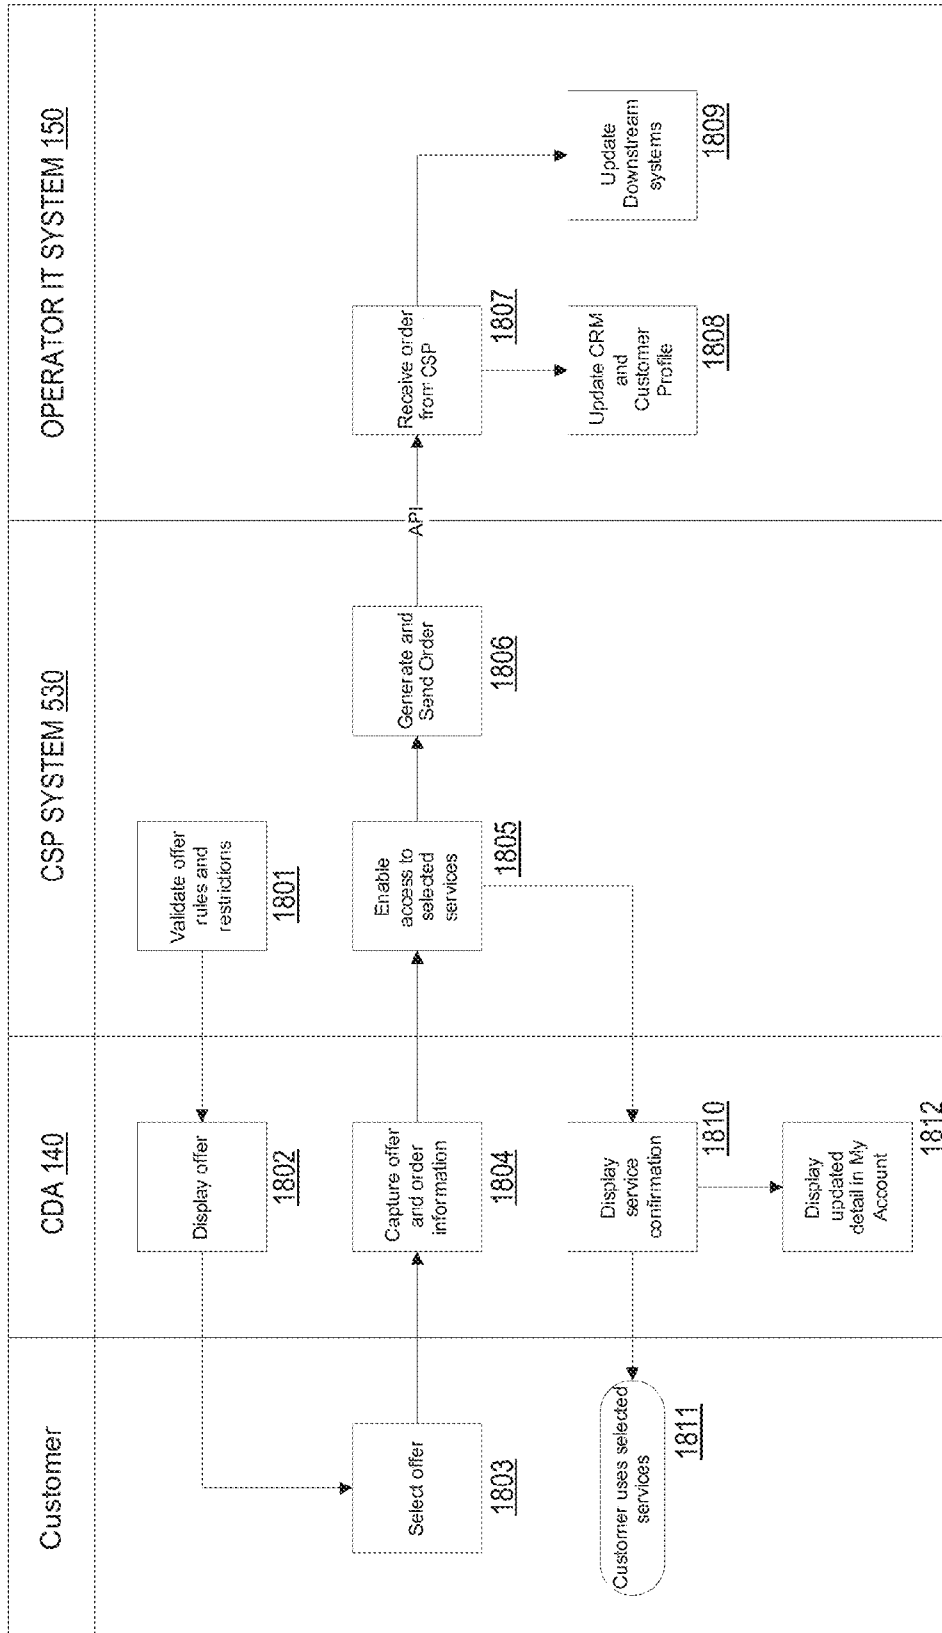 Customer
CDA 140
CSP SYSTEM 530
OPERATOR IT SYSTEM 150
Display offer
1802
Validate offer
rules and
restrictions
1801
Select offer
1803
Capture offer
and order
information
1804
Enable
access to
selected
services
1805
Generate and
Send Order
1806
API
Receive order
from CSP
1807
Customer uses selected
services
1811
Display
service
confirmation
1810
Update CRM
and
Customer
Profile
1808
Update
Downstream
systems
1809
Display
updated
detail in My
Account
1812